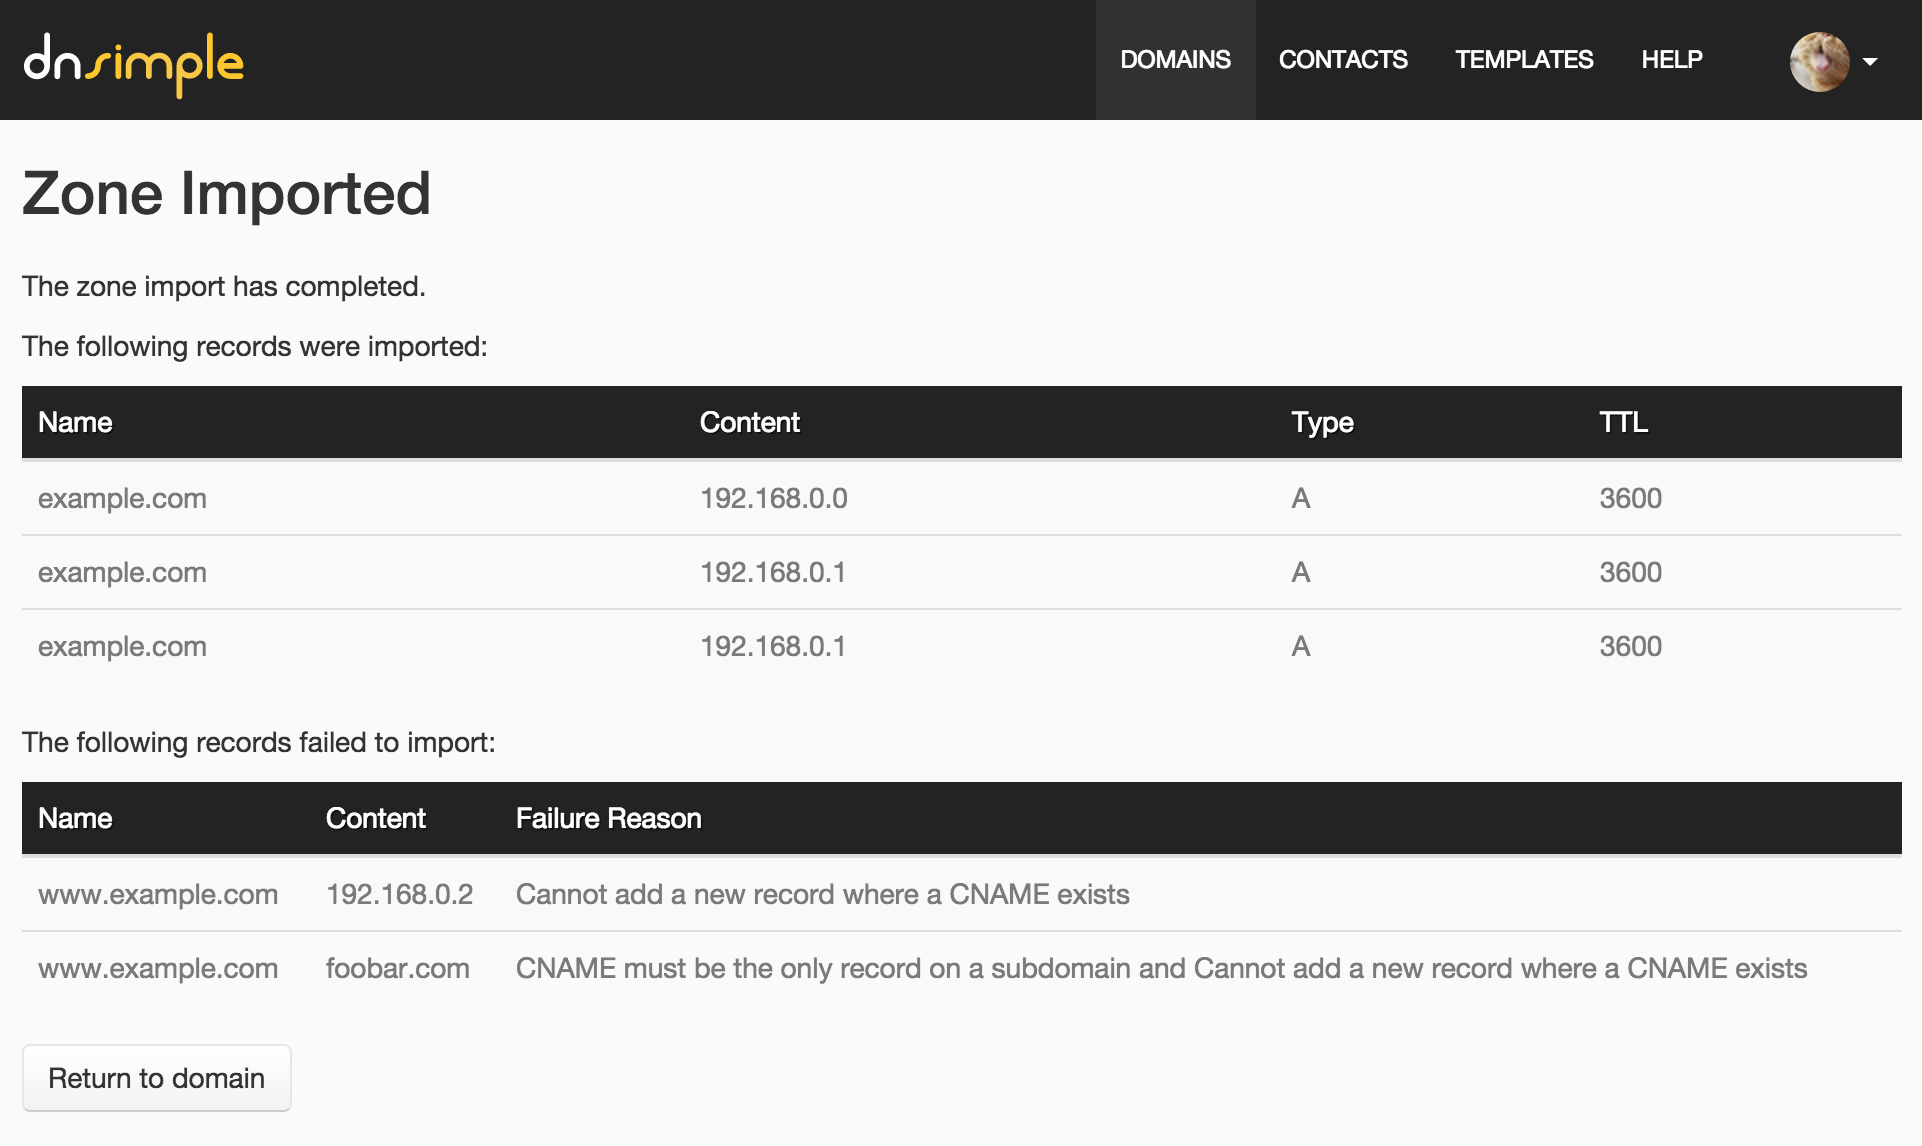 dnsimple
DOMAINS CONTACTS TEMPLATES HELP
Zone Imported
The zone import has completed.
The following records were imported:
Name Content Type TTL
example.com 192.168.0.0 A 3600
example.com 192.168.0.1 A 3600
example.com 192.168.0.1 A 3600
The following records failed to import:
Name Content Failure Reason
www.example.com 192.168.0.2 Cannot add a new record where a CNAME exists
www.example.com foobar.com CNAME must be the only record on a subdomain and Cannot add a new record where a CNAME exists
Return to domain